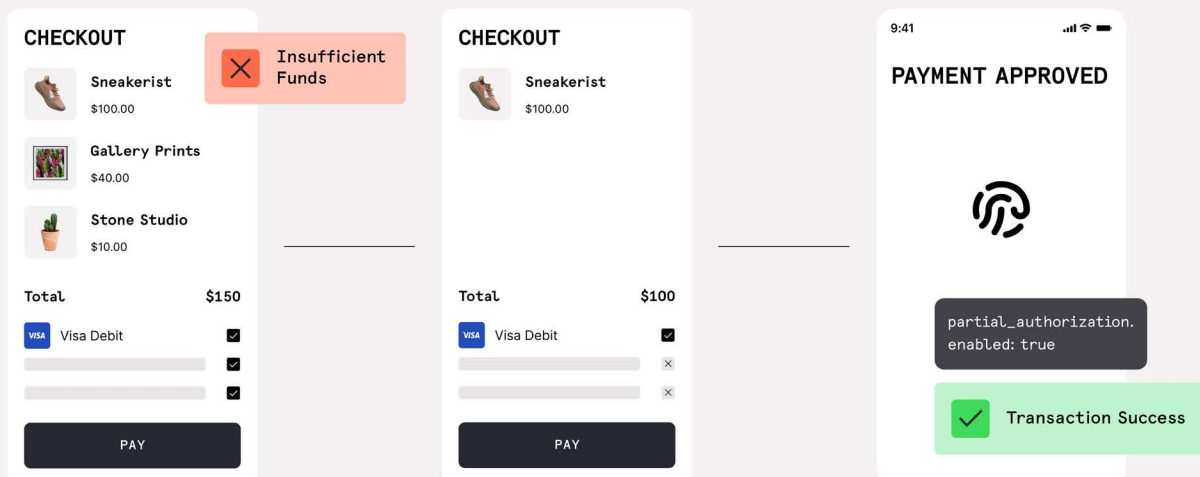 CHECKOUT
Insufficient
Funds
Sneakerist
$100.00
Gallery Prints
$40.00
Stone Studio
$10.00
Total $150
VISA Visa Debit
PAY
CHECKOUT
Sneakerist
$100.00
Total $100
VISA Visa Debit
PAY
9:41
PAYMENT APPROVED
partial_authorization.
enabled: true
Transaction Success